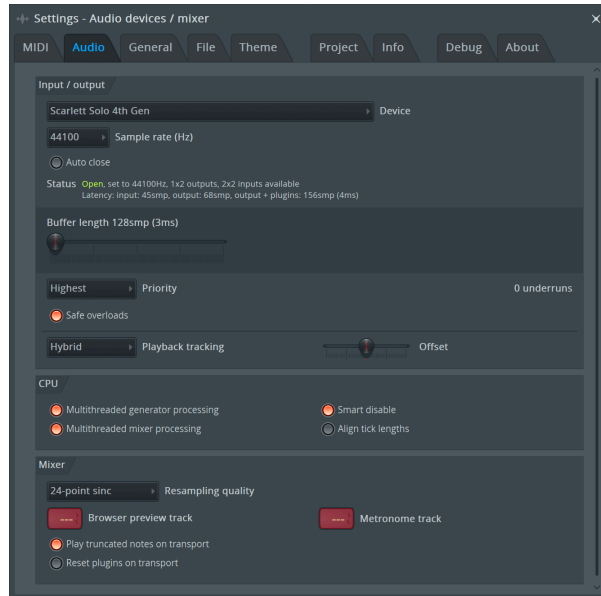 Settings - Audio devices / mixer
MIDI Audio General File Theme Project Info Debug About
Input / output
Scarlett Solo 4th Gen Device
44100 Sample rate (Hz)
Auto close
Status Open, set to 44100Hz, 1x2 outputs, 2x2 inputs available
Latency: input: 45smp, output: 68smp, output + plugins: 156smp (4ms)
Buffer length 128smp (3ms)
Highest Priority 0 underruns
Safe overloads
Hybrid Playback tracking Offset
CPU
Multithreaded generator processing Smart disable
Multithreaded mixer processing Align tick lengths
Mixer
24-point sinc Resampling quality
--- Browser preview track --- Metronome track
Play truncated notes on transport
Reset plugins on transport